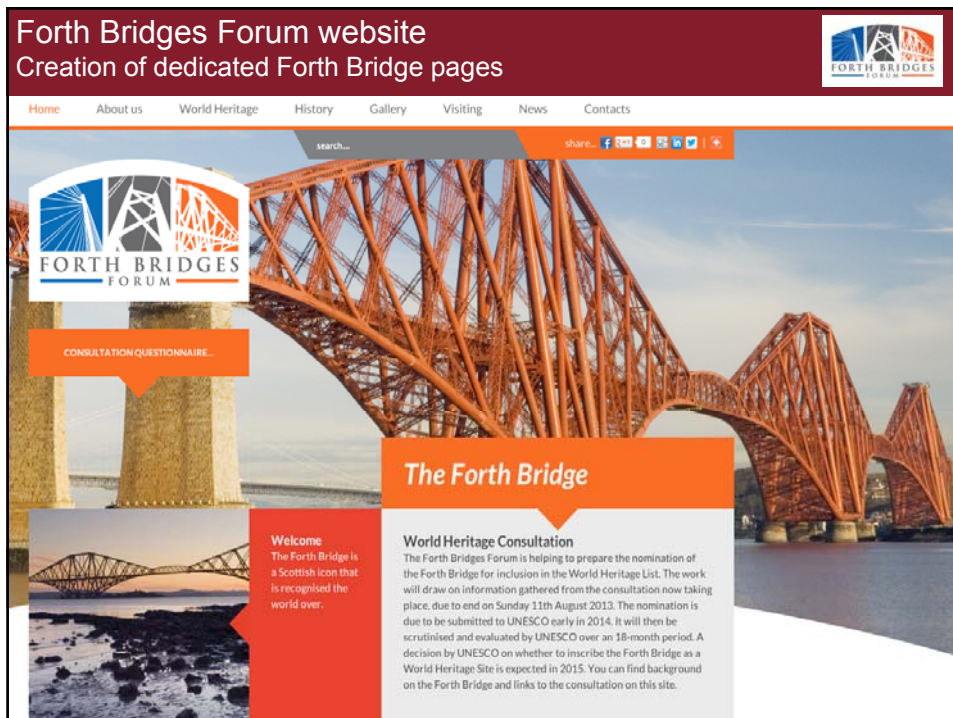 Forth Bridges Forum website
Creation of dedicated Forth Bridge pages
FORTH BRIDGES
FORUM
Home About us World Heritage History Gallery Visiting News Contacts
search...
share...
FORTH BRIDGES
FORUM
CONSULTATION QUESTIONNAIRE...
The Forth Bridge
Welcome
The Forth Bridge is
a Scottish icon that
is recognised the
world over.
World Heritage Consultation
The Forth Bridges Forum is helping to prepare the nomination of
the Forth Bridge for inclusion in the World Heritage List. The work
will draw on information gathered from the consultation now taking
place, due to end on Sunday 11th August 2013. The nomination is
due to be submitted to UNESCO early in 2014. It will then be
scrutinised and evaluated by UNESCO over an 18-month period. A
decision by UNESCO on whether to inscribe the Forth Bridge as a
World Heritage Site is expected in 2015. You can find background
on the Forth Bridge and links to the consultation on this site.